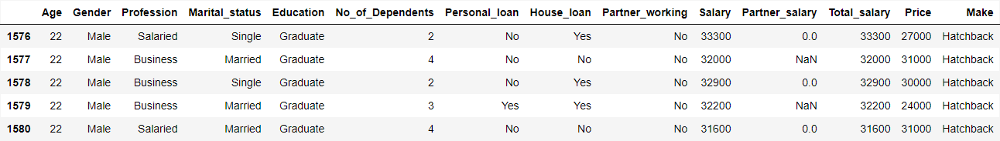 Age Gender Profession Marital_status Education No_of_Dependents Personal_loan House_loan Partner_working Salary Partner_salary Total_salary Price Make
1576 22 Male Salaried Single Graduate 2 No Yes No 33300 0.0 33300 27000 Hatchback
1577 22 Male Business Married Graduate 4 No No No 32000 NaN 32000 31000 Hatchback
1578 22 Male Business Single Graduate 2 No Yes No 32900 0.0 32900 30000 Hatchback
1579 22 Male Business Married Graduate 3 Yes Yes No 32200 NaN 32200 24000 Hatchback
1580 22 Male Salaried Married Graduate 4 No No No 31600 0.0 31600 31000 Hatchback